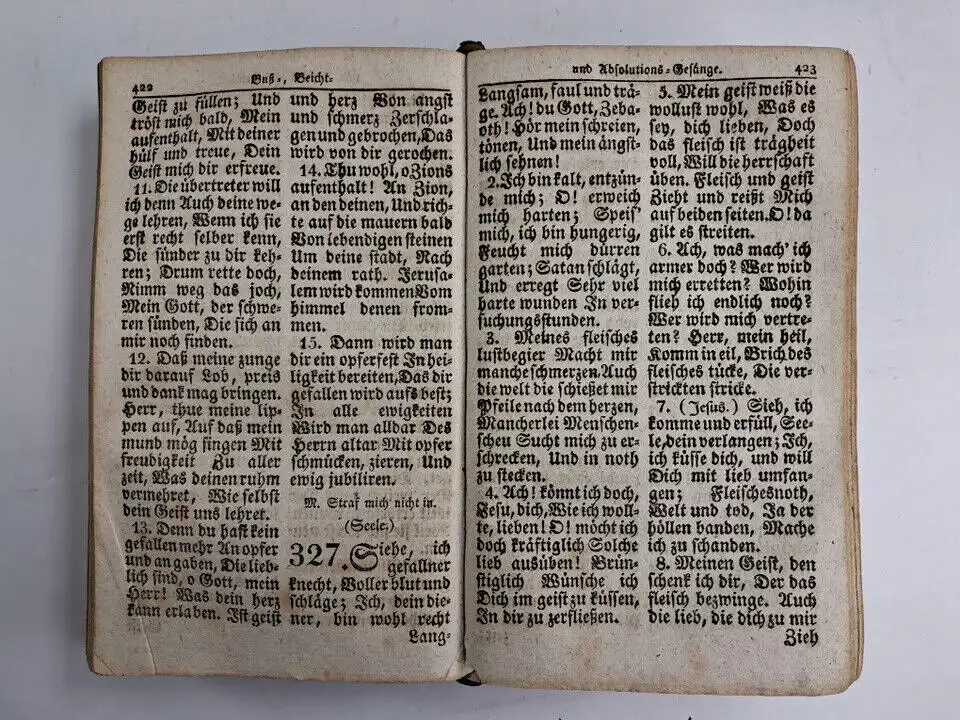 422
Buß-, Beicht-
Geist zu füllen; Und
tröst mich bald, Mein
aufenthalt, Mit deiner
hülf und treue, Dein
Geist mich dir erfreue.
11. Die übertreter will
ich denn Auch deine we-
ge lehren, Wenn ich sie
erst recht selber kenn,
Die sünder zu dir keh-
ren; Drum rette doch,
Nimm weg das joch,
Mein Gott, der schwe-
ren sünden, Die sich an
mir noch finden.
12. Daß meine zunge
dir darauf Lob, preis
und dank mag bringen.
Herr, thue meine lip-
pen auf, Auf daß mein
mund mög singen Mit
freudigkeit Zu aller
zeit, Was deinen ruhm
vermehret, Wie selbst
dein Geist uns lehret.
13. Denn du hast kein
gefallen mehr An opfer
und an gaben, Die lieb-
lich sind, o Gott, mein
Herr! Was dein herz
kann erlaben. Ist geist
und herz Von angst
und schmerz Zerschla-
gen und gebrochen, Das
wird von dir gerochen.
14. Thu wohl, o Zions
aufenthalt! An Zion,
an den deinen, Und rich-
te auf die mauern bald
Von lebendigen steinen
Um deine stadt, Nach
deinem rath. Jerusa-
lem wird kommen Vom
himmel denen from-
men.
15. Dann wird man
dir ein opferfest In hei-
ligkeit bereiten, Das dir
gefallen wird aufs best;
In alle ewigkeiten
Wird man alldar Des
Herrn altar Mit opfer
schmücken, zieren, Und
ewig jubiliren.
M. Straf mich nicht in.
(Seele.)
327. Siehe, ich
gefallner
knecht, Voller blut und
schläge; Ich, dein die-
ner, bin wohl recht
Lang-
und Absolutions-Gesänge.
423
Langsam, faul und trä-
ge. Ach! du Gott, Zeba-
oth! Hör mein schreien,
tönen, Und mein ängst-
lich sehnen!
2. Ich bin kalt, entzün-
de mich; O! erweich
mich harten; Speis'
mich, ich bin hungerig,
Feucht mich dürren
garten; Satan schlägt,
Und erregt Sehr viel
harte wunden In ver-
suchungsstunden.
3. Meines fleisches
lustbegier Macht mir
manche schmerzen. Auch
die welt die schießet mir
Pfeile nach dem herzen,
Mancherlei Menschen-
scheu Sucht mich zu er-
schrecken, Und in noth
zu stecken.
4. Ach! könnt ich doch,
Jesu, dich, Wie ich woll-
te, lieben! O! möcht ich
doch kräftiglich Solche
lieb ausüben! Brün-
stiglich Wünsche ich
Dich im geist zu küssen,
In dir zu zerfließen.
5. Mein geist weiß die
wollust wohl, Was es
sey, dich lieben, Doch
das fleisch ist trägheit
voll, Will die herrschaft
üben. Fleisch und geist
Zieht und reißt Mich
auf beiden seiten. O! da
gilt es streiten.
6. Ach, was mach' ich
armer doch? Wer wird
mich erretten? Wohin
flieh ich endlich noch?
Wer wird mich vertre-
ten? Herr, mein heil,
Komm in eil, Brich des
fleisches tücke, Die ver-
strickten stricke.
7. (Jesus.) Sieh, ich
komme und erfüll, See-
le, dein verlangen; Ich,
ich küsse dich, und will
Dich mit lieb umfan-
gen; Fleischesnoth,
Welt und tod, Ja der
höllen banden, Mache
ich zu schanden.
8. Meinen Geist, den
schenk ich dir, Der das
fleisch bezwinge. Auch
die lieb, die dich zu mir
Zieh